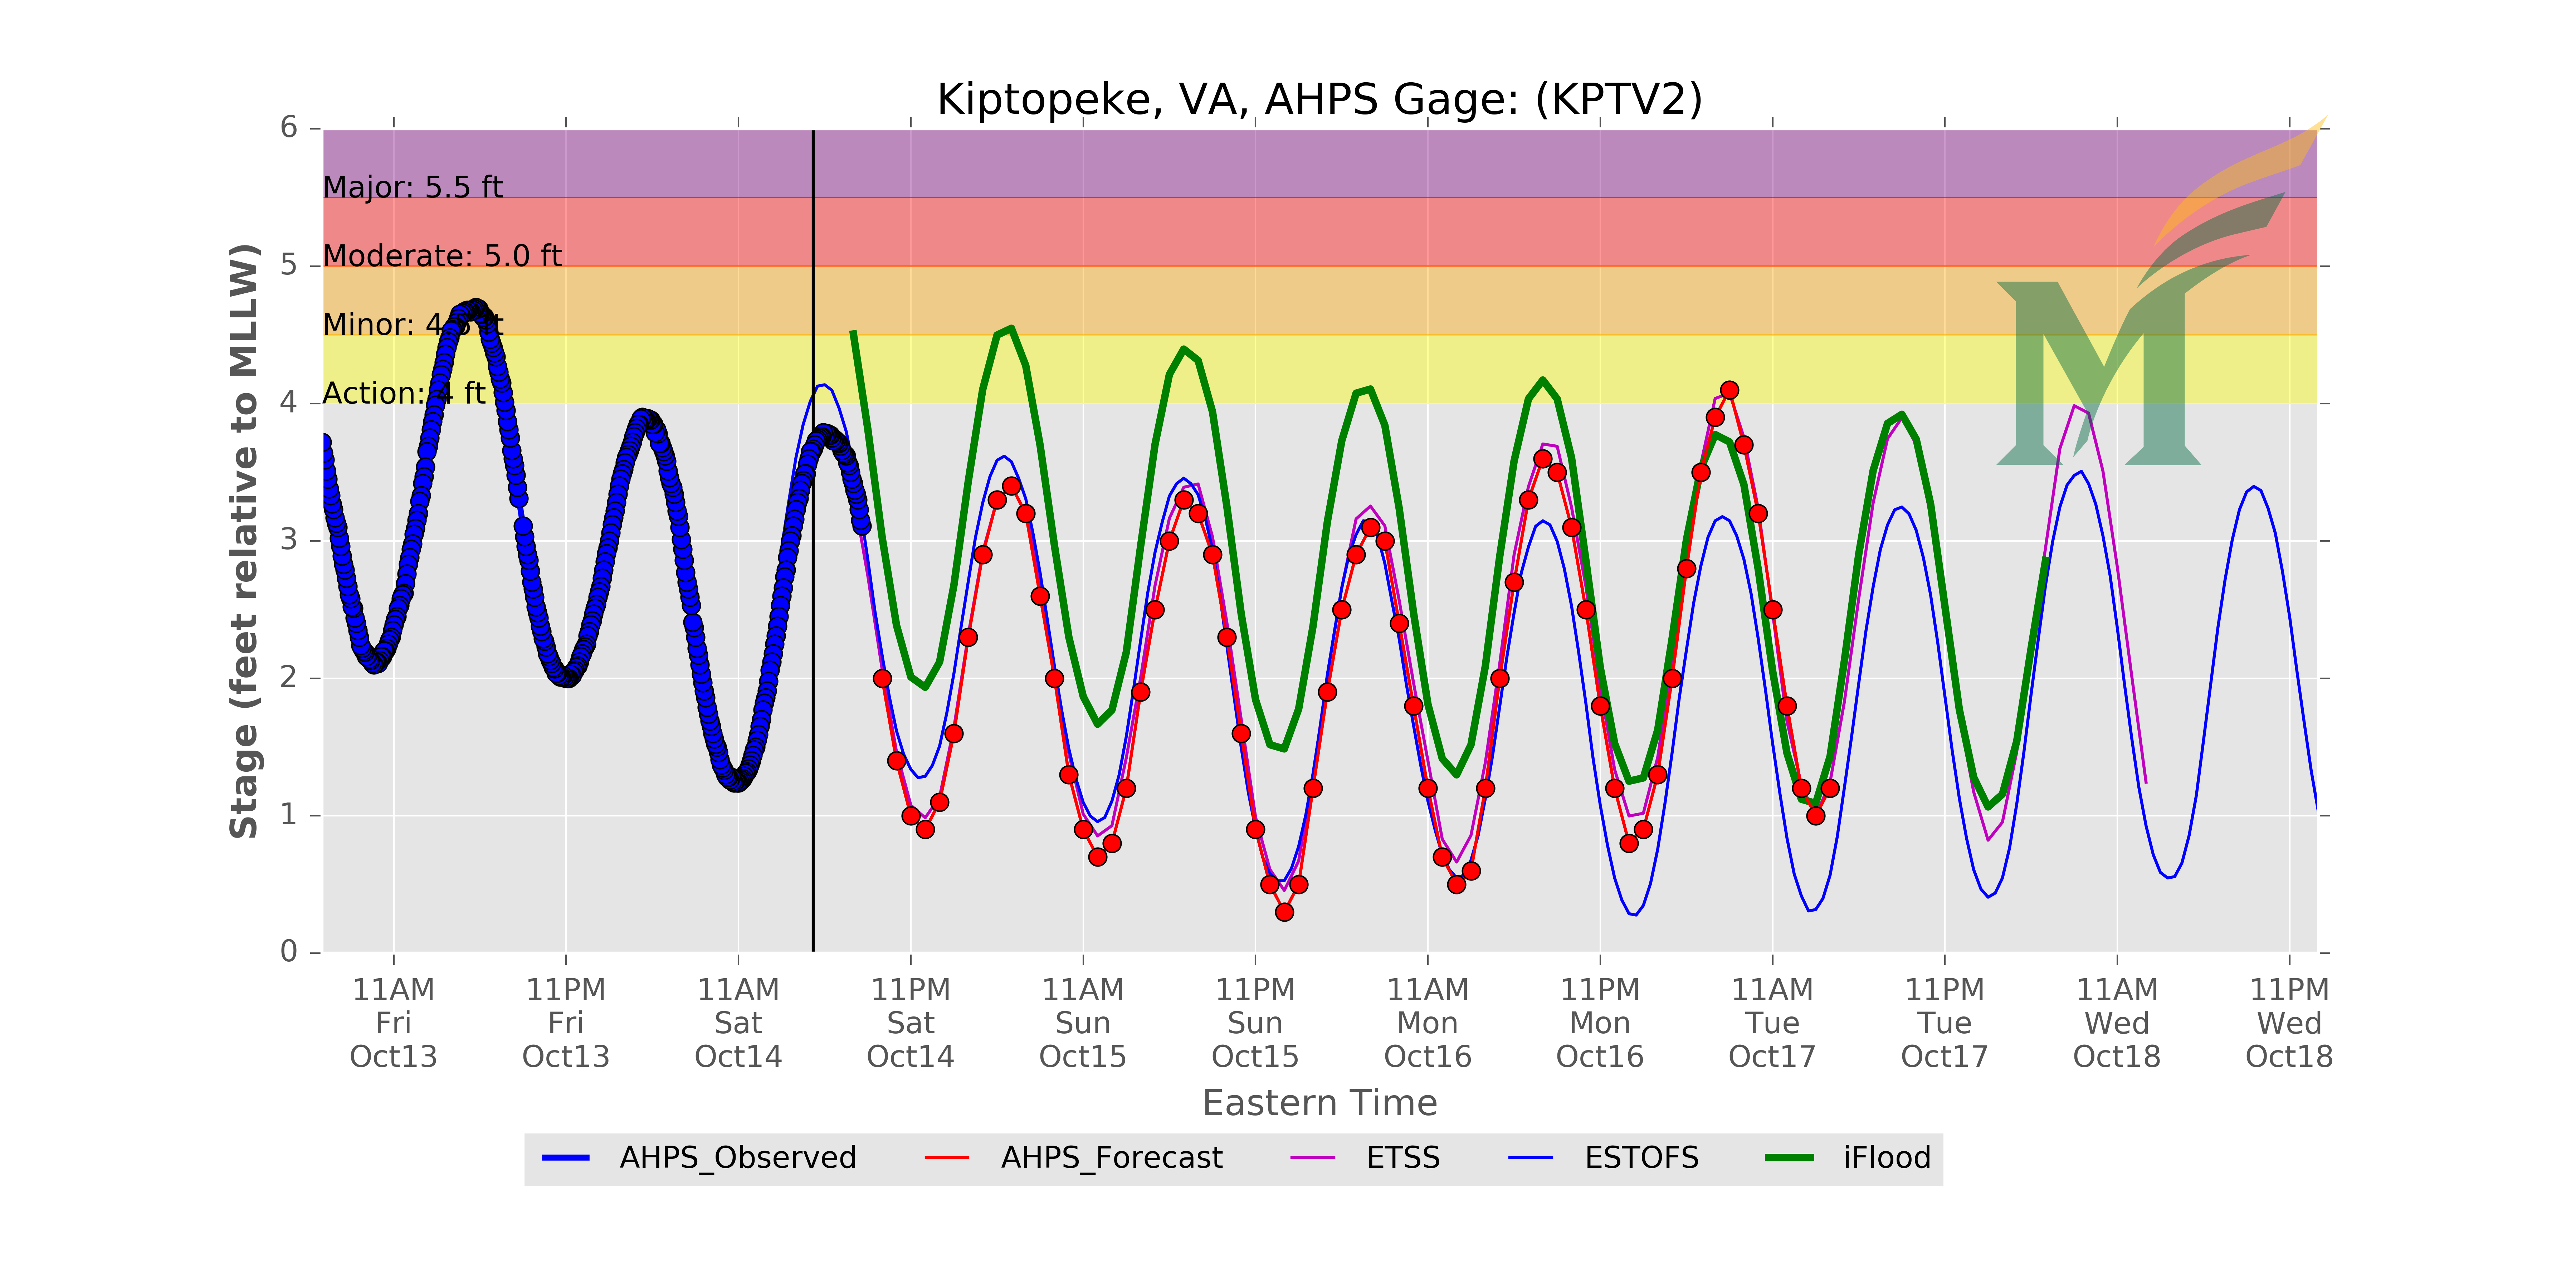 Kiptopeke, VA, AHPS Gage: (KPTV2)
6
5
4
3
2
1
0
Stage (feet relative to MLLW)
Major: 5.5 ft
Moderate: 5.0 ft
Minor: 4.5 ft
Action: 4 ft
M
11AM Fri Oct13
11PM Fri Oct13
11AM Sat Oct14
11PM Sat Oct14
11AM Sun Oct15
11PM Sun Oct15
11AM Mon Oct16
11PM Mon Oct16
11AM Tue Oct17
11PM Tue Oct17
11AM Wed Oct18
11PM Wed Oct18
Eastern Time
AHPS_Observed AHPS_Forecast ETSS ESTOFS iFlood